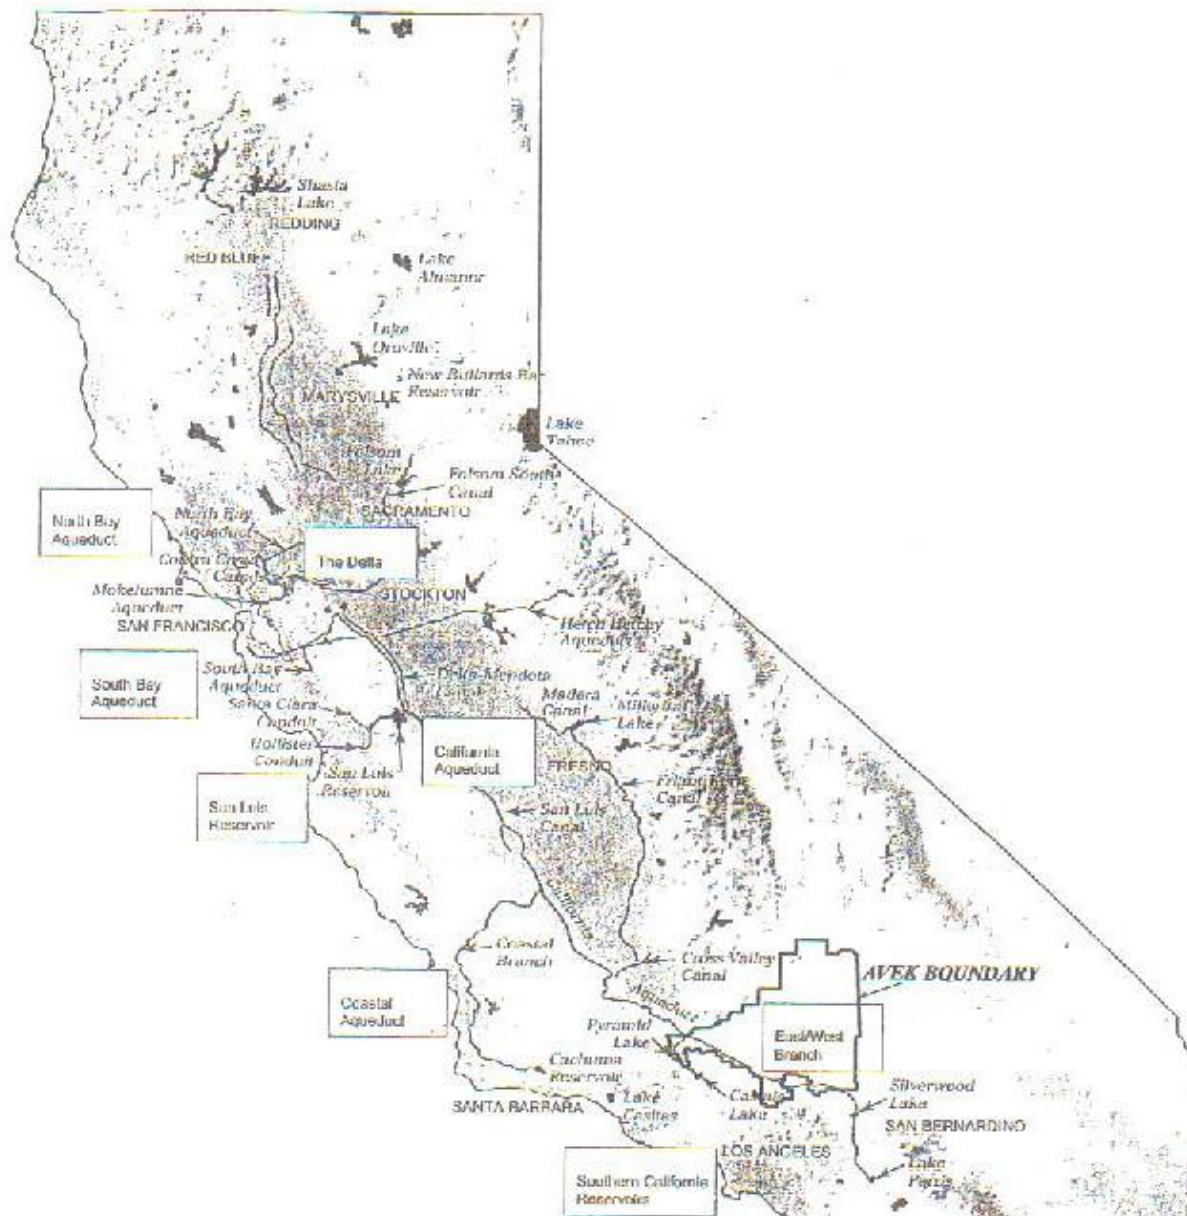 Shasta
Lake
REDDING
RED BLUFF
Lake
Almanor
Lake
Oroville
New Bullards Ba
Reservoir
MARYSVILLE
Lake
Tahoe
Folsom
Lake
Folsom South
Canal
SACRAMENTO
North Bay
Aqueduct
North Bay
Aqueduct
The Delta
Contra Costa
Canal
Mokelumne
Aqueduct
STOCKTON
SAN FRANCISCO
Hetch Hetchy
Aqueduct
South Bay
Aqueduct
South Bay
Aqueduct
Delta-Mendota
Canal
Santa Clara
Conduit
Madera
Canal
Millerton
Lake
Hollister
Conduit
San Luis
Reservoir
California
Aqueduct
FRESNO
Friant-Kern
Canal
San Luis
Reservoir
San Luis
Canal
California
Coastal
Branch
Cross Valley
Canal
AVEK BOUNDARY
Aqueduct
Coastal
Aqueduct
Pyramid
Lake
East/West
Branch
Cachuma
Reservoir
Castaic
Lake
Silverwood
Lake
SANTA BARBARA
Lake
Casitas
SAN BERNARDINO
LOS ANGELES
Lake
Perris
Southern California
Reservoirs